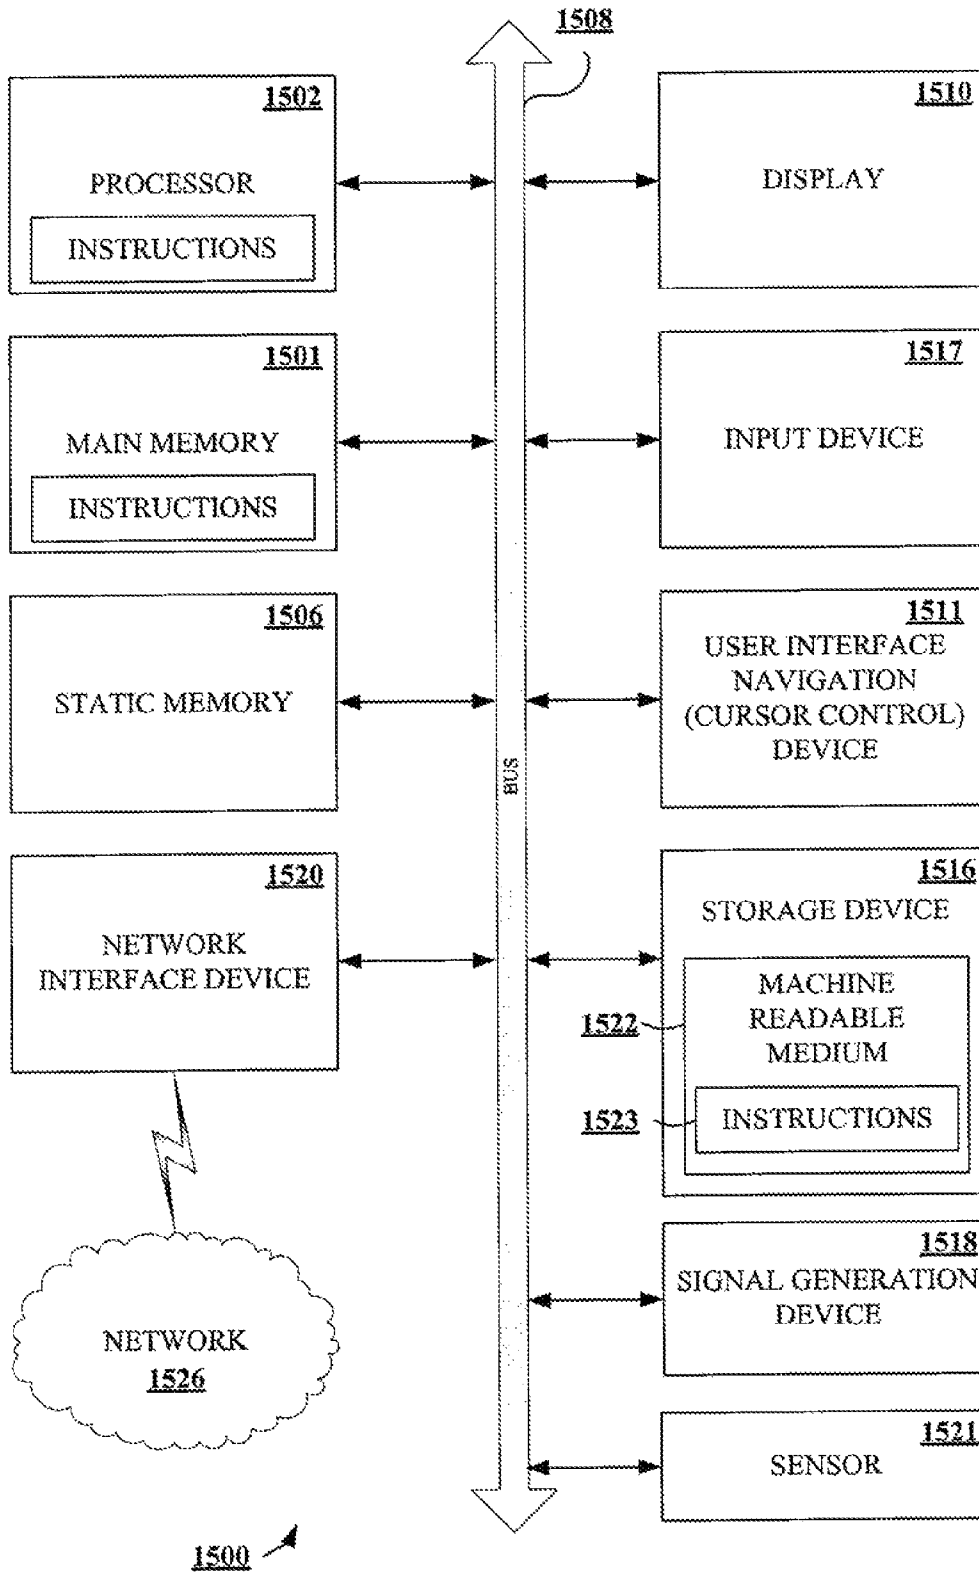 1508
1502
PROCESSOR
INSTRUCTIONS
1501
MAIN MEMORY
INSTRUCTIONS
1506
STATIC MEMORY
1520
NETWORK
INTERFACE DEVICE
NETWORK
1526
1500
BUS
1510
DISPLAY
1517
INPUT DEVICE
1511
USER INTERFACE
NAVIGATION
(CURSOR CONTROL)
DEVICE
1516
STORAGE DEVICE
1522
MACHINE
READABLE
MEDIUM
1523
INSTRUCTIONS
1518
SIGNAL GENERATION
DEVICE
1521
SENSOR